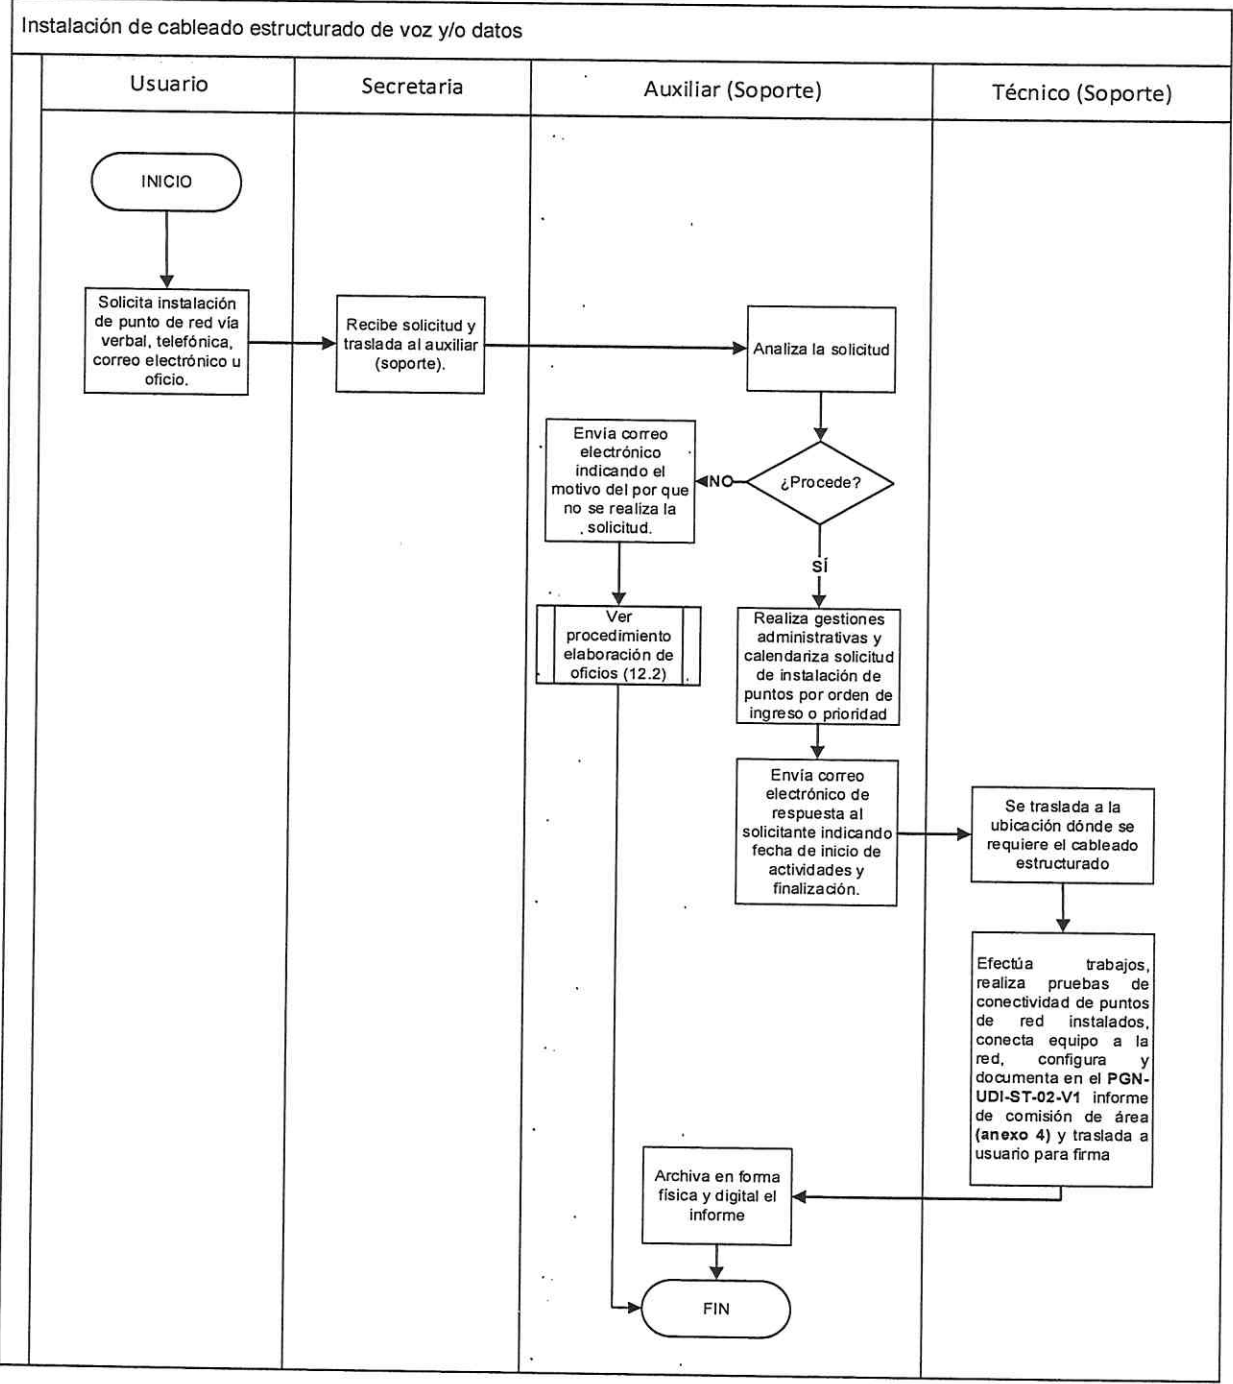 Instalación de cableado estructurado de voz y/o datos
Usuario
Secretaria
Auxiliar (Soporte)
Técnico (Soporte)
INICIO
Solicita instalación
de punto de red vía
verbal, telefónica,
correo electrónico u
oficio.
Recibe solicitud y
traslada al auxiliar
(soporte).
Analiza la solicitud
¿Procede?
NO
Envía correo
electrónico
indicando el
motivo del por que
no se realiza la
solicitud.
Ver
procedimiento
elaboración de
oficios (12.2)
SÍ
Realiza gestiones
administrativas y
calendariza solicitud
de instalación de
puntos por orden de
ingreso o prioridad
Envía correo
electrónico de
respuesta al
solicitante indicando
fecha de inicio de
actividades y
finalización.
Se traslada a la
ubicación dónde se
requiere el cableado
estructurado
Efectúa trabajos,
realiza pruebas de
conectividad de puntos
de red instalados,
conecta equipo a la
red, configura y
documenta en el PGN-
UDI-ST-02-V1 informe
de comisión de área
(anexo 4) y traslada a
usuario para firma
Archiva en forma
física y digital el
informe
FIN